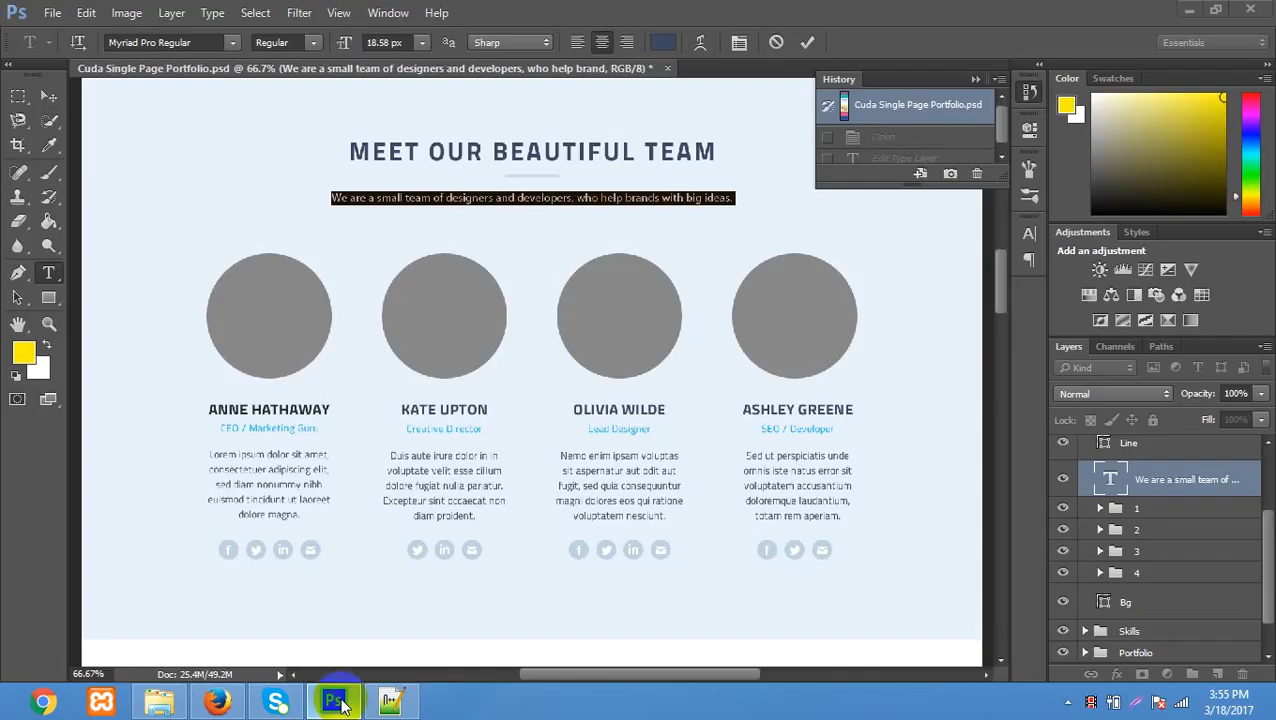 Ps File Edit Image Layer Type Select Filter View Window Help
T Myriad Pro Regular Regular 18.58 px aa Sharp Essentials
Cuda Single Page Portfolio.psd @ 66.7% (We are a small team of designers and developers, who help brand, RGB/8) *
History
Cuda Single Page Portfolio.psd
Open
Edit Type Layer
Color Swatches
Adjustments Styles
Add an adjustment
Layers Channels Paths
Kind
Normal Opacity: 100%
Lock: Fill: 100%
Line
We are a small team of ...
1
2
3
4
Bg
Skills
Portfolio
MEET OUR BEAUTIFUL TEAM
We are a small team of designers and developers, who help brands with big ideas.
ANNE HATHAWAY KATE UPTON OLIVIA WILDE ASHLEY GREENE
CEO / Marketing Guru Creative Director Lead Designer SEO / Developer
Lorem ipsum dolor sit amet, Duis aute irure dolor in in Nemo enim ipsam voluptas Sed ut perspiciatis unde
consectetuer adipiscing elit, voluptate velit esse cillum sit aspernatur aut odit aut omnis iste natus error sit
sed diam nonummy nibh dolore fugiat nulla pariatur. fugit, sed quia consequuntur voluptatem accusantium
euismod tincidunt ut laoreet Excepteur sint occaecat non magni dolores eos qui ratione doloremque laudantium,
dolore magna. diam proident. voluptatem nesciunt. totam rem aperiam.
66.67% Doc: 25.4M/49.2M
3:55 PM
3/18/2017